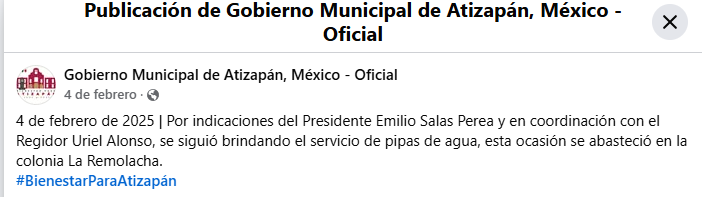 Publicación de Gobierno Municipal de Atizapán, México -
Oficial
Gobierno Municipal de Atizapán, México - Oficial
4 de febrero ·
4 de febrero de 2025 | Por indicaciones del Presidente Emilio Salas Perea y en coordinación con el
Regidor Uriel Alonso, se siguió brindando el servicio de pipas de agua, esta ocasión se abasteció en la
colonia La Remolacha.
#BienestarParaAtizapán